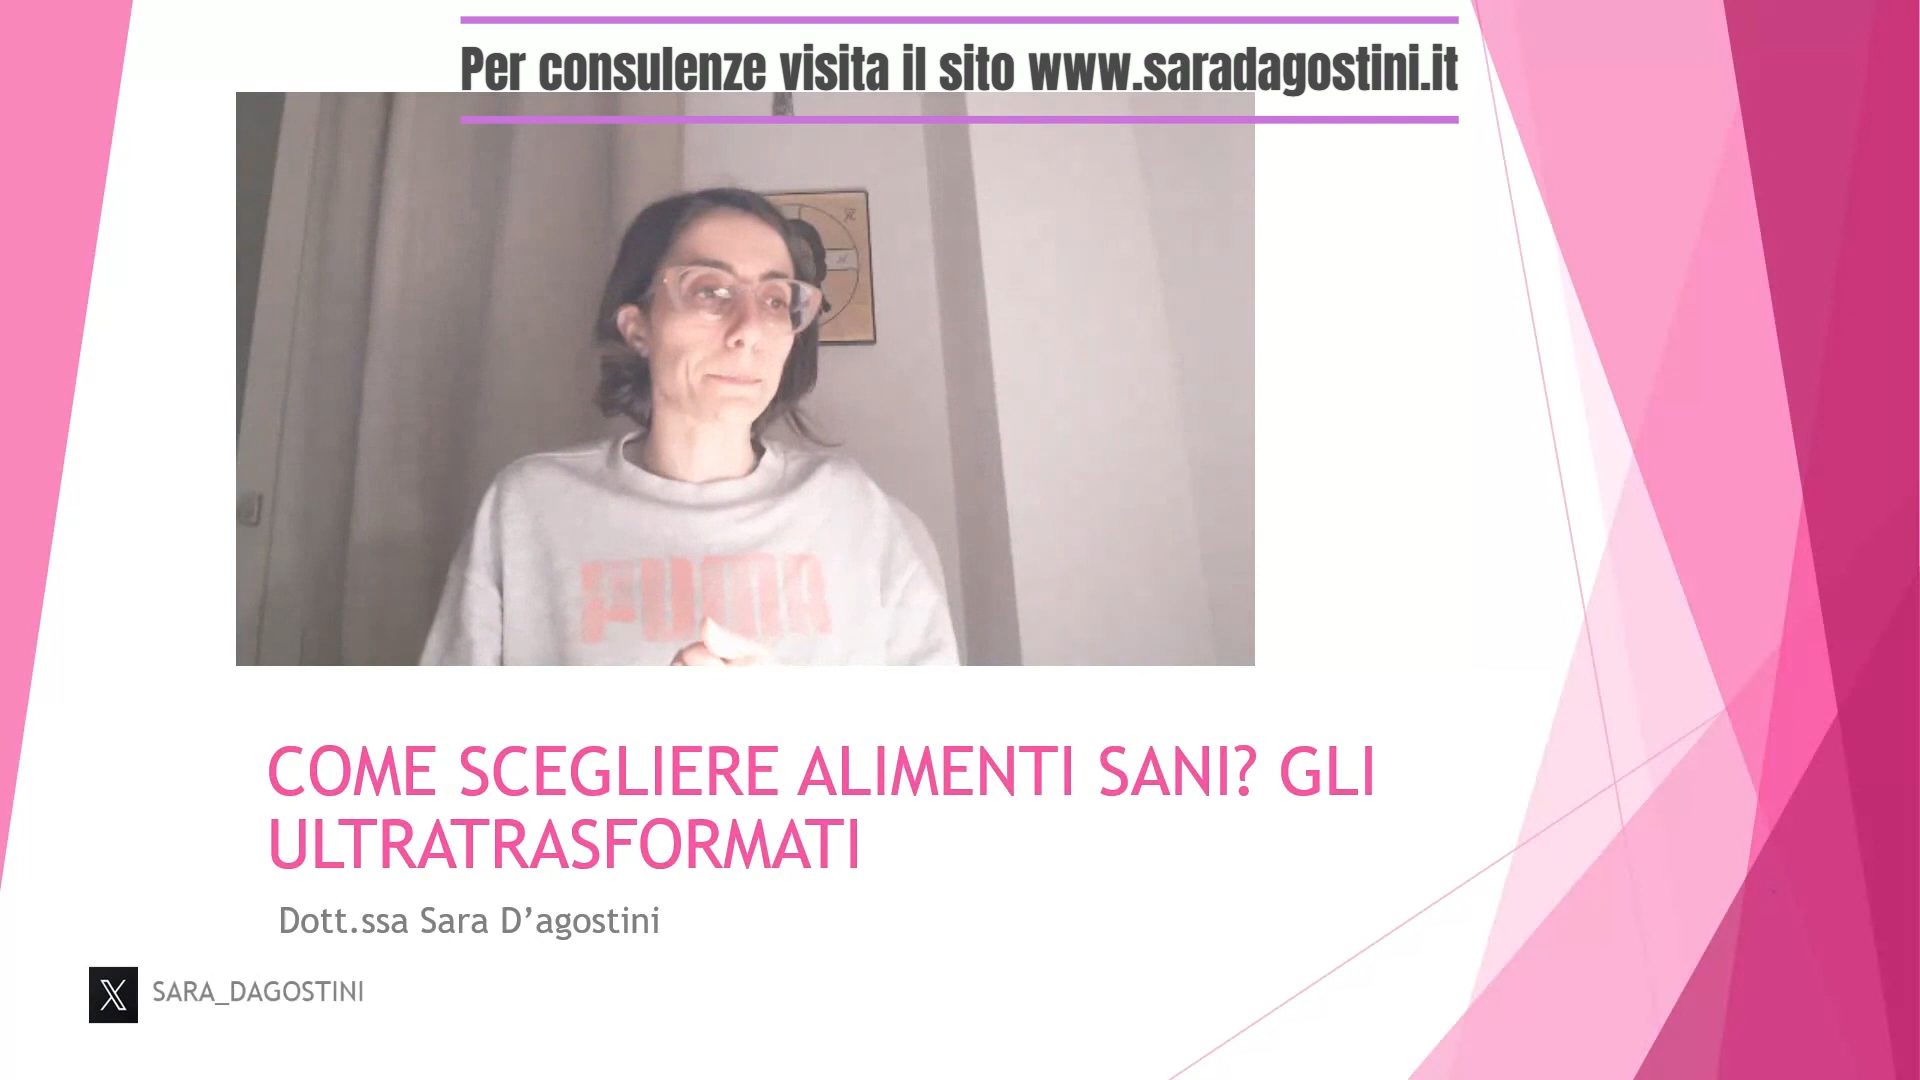 Per consulenze visita il sito www.saradagostini.it
PUMA
COME SCEGLIERE ALIMENTI SANI? GLI
ULTRATRASFORMATI
Dott.ssa Sara D’agostini
X SARA_DAGOSTINI